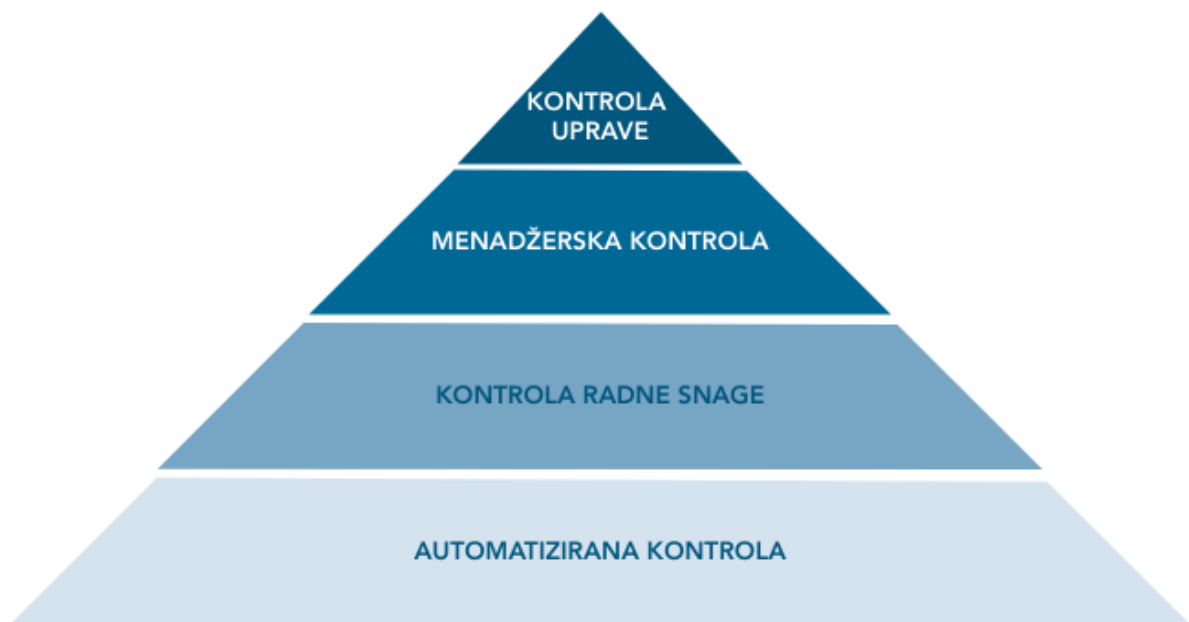 KONTROLA
UPRAVE
MENADŽERSKA KONTROLA
KONTROLA RADNE SNAGE
AUTOMATIZIRANA KONTROLA